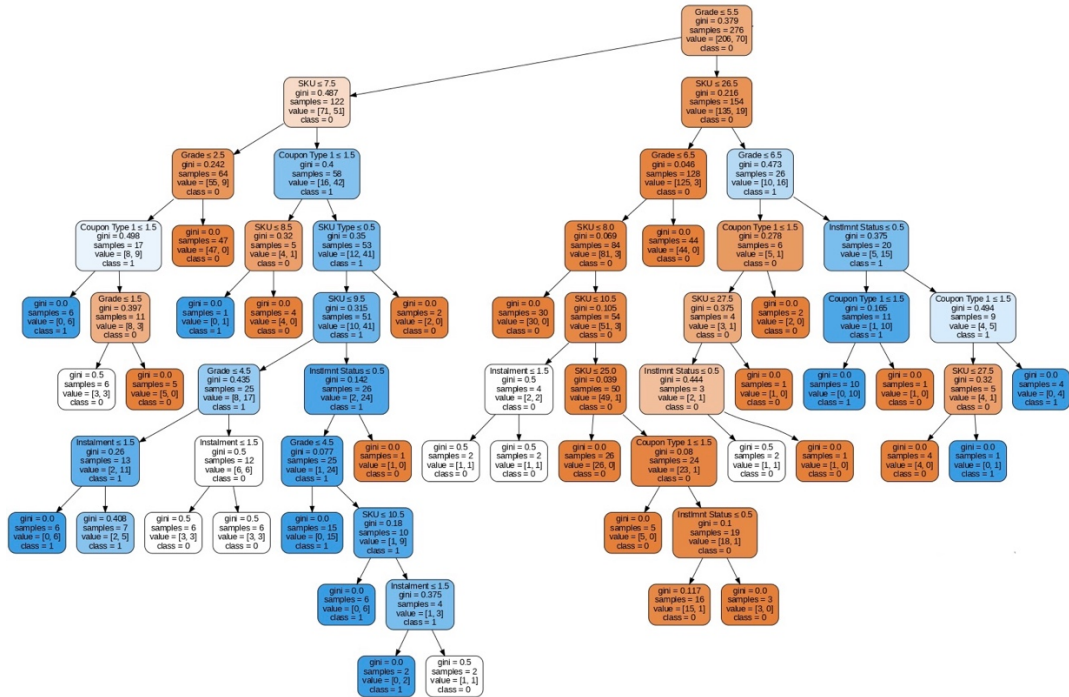 Grade ≤ 5.5
gini = 0.379
samples = 276
value = [206, 70]
class = 0
SKU ≤ 7.5
gini = 0.487
samples = 122
value = [71, 51]
class = 0
SKU ≤ 26.5
gini = 0.216
samples = 154
value = [135, 19]
class = 0
Grade ≤ 2.5
gini = 0.242
samples = 64
value = [55, 9]
class = 0
Coupon Type 1 ≤ 1.5
gini = 0.4
samples = 58
value = [16, 42]
class = 1
Grade ≤ 6.5
gini = 0.046
samples = 128
value = [125, 3]
class = 0
Grade ≤ 6.5
gini = 0.473
samples = 26
value = [10, 16]
class = 1
Coupon Type 1 ≤ 1.5
gini = 0.498
samples = 17
value = [8, 9]
class = 1
gini = 0.0
samples = 47
value = [47, 0]
class = 0
SKU ≤ 8.5
gini = 0.32
samples = 5
value = [4, 1]
class = 0
SKU Type ≤ 0.5
gini = 0.35
samples = 53
value = [12, 41]
class = 1
SKU ≤ 8.0
gini = 0.069
samples = 84
value = [81, 3]
class = 0
gini = 0.0
samples = 44
value = [44, 0]
class = 0
Coupon Type 1 ≤ 1.5
gini = 0.278
samples = 6
value = [5, 1]
class = 0
Instlmnt Status ≤ 0.5
gini = 0.375
samples = 20
value = [5, 15]
class = 1
gini = 0.0
samples = 6
value = [0, 6]
class = 1
Grade ≤ 1.5
gini = 0.397
samples = 11
value = [8, 3]
class = 0
gini = 0.0
samples = 1
value = [0, 1]
class = 1
gini = 0.0
samples = 4
value = [4, 0]
class = 0
SKU ≤ 9.5
gini = 0.315
samples = 51
value = [10, 41]
class = 1
gini = 0.0
samples = 2
value = [2, 0]
class = 0
gini = 0.0
samples = 30
value = [30, 0]
class = 0
SKU ≤ 10.5
gini = 0.105
samples = 54
value = [51, 3]
class = 0
SKU ≤ 27.5
gini = 0.375
samples = 4
value = [3, 1]
class = 0
gini = 0.0
samples = 2
value = [2, 0]
class = 0
Coupon Type 1 ≤ 1.5
gini = 0.165
samples = 11
value = [1, 10]
class = 1
Coupon Type 1 ≤ 1.5
gini = 0.494
samples = 9
value = [4, 5]
class = 1
gini = 0.5
samples = 6
value = [3, 3]
class = 0
gini = 0.0
samples = 5
value = [5, 0]
class = 0
Grade ≤ 4.5
gini = 0.435
samples = 25
value = [8, 17]
class = 1
Instlmnt Status ≤ 0.5
gini = 0.142
samples = 26
value = [2, 24]
class = 1
Instalment ≤ 1.5
gini = 0.5
samples = 4
value = [2, 2]
class = 0
SKU ≤ 25.0
gini = 0.039
samples = 50
value = [49, 1]
class = 0
Instlmnt Status ≤ 0.5
gini = 0.444
samples = 3
value = [2, 1]
class = 0
gini = 0.0
samples = 1
value = [1, 0]
class = 0
gini = 0.0
samples = 10
value = [0, 10]
class = 1
gini = 0.0
samples = 1
value = [1, 0]
class = 0
SKU ≤ 27.5
gini = 0.32
samples = 5
value = [4, 1]
class = 0
gini = 0.0
samples = 4
value = [0, 4]
class = 1
Instalment ≤ 1.5
gini = 0.26
samples = 13
value = [2, 11]
class = 1
Instalment ≤ 1.5
gini = 0.5
samples = 12
value = [6, 6]
class = 0
Grade ≤ 4.5
gini = 0.077
samples = 25
value = [1, 24]
class = 1
gini = 0.0
samples = 1
value = [1, 0]
class = 0
gini = 0.5
samples = 2
value = [1, 1]
class = 0
gini = 0.5
samples = 2
value = [1, 1]
class = 0
gini = 0.0
samples = 26
value = [26, 0]
class = 0
Coupon Type 1 ≤ 1.5
gini = 0.08
samples = 24
value = [23, 1]
class = 0
gini = 0.5
samples = 2
value = [1, 1]
class = 0
gini = 0.0
samples = 1
value = [1, 0]
class = 0
gini = 0.0
samples = 4
value = [4, 0]
class = 0
gini = 0.0
samples = 1
value = [0, 1]
class = 1
gini = 0.0
samples = 6
value = [0, 6]
class = 1
gini = 0.408
samples = 7
value = [2, 5]
class = 1
gini = 0.5
samples = 6
value = [3, 3]
class = 0
gini = 0.5
samples = 6
value = [3, 3]
class = 0
gini = 0.0
samples = 15
value = [0, 15]
class = 1
SKU ≤ 10.5
gini = 0.18
samples = 10
value = [1, 9]
class = 1
gini = 0.0
samples = 5
value = [5, 0]
class = 0
Instlmnt Status ≤ 0.5
gini = 0.1
samples = 19
value = [18, 1]
class = 0
gini = 0.0
samples = 6
value = [0, 6]
class = 1
Instalment ≤ 1.5
gini = 0.375
samples = 4
value = [1, 3]
class = 1
gini = 0.117
samples = 16
value = [15, 1]
class = 0
gini = 0.0
samples = 3
value = [3, 0]
class = 0
gini = 0.0
samples = 2
value = [0, 2]
class = 1
gini = 0.5
samples = 2
value = [1, 1]
class = 0